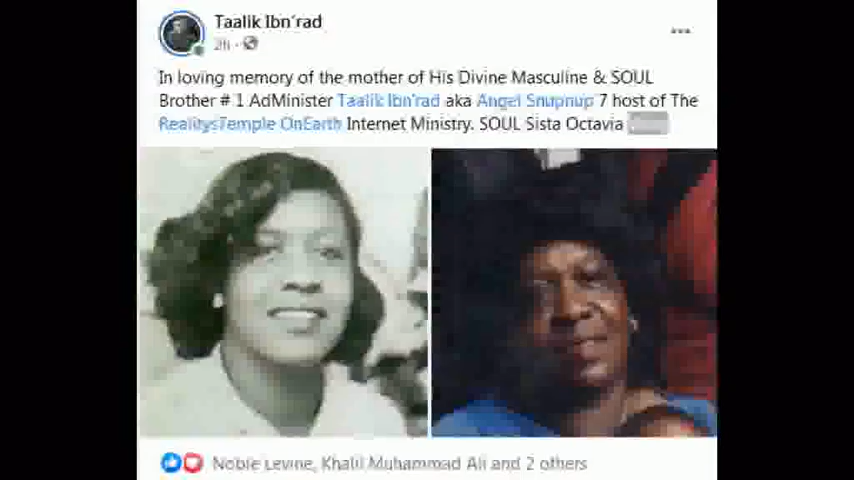 Taalik Ibn'rad
2h ·
In loving memory of the mother of His Divine Masculine & SOUL
Brother # 1 AdMinister Taalik Ibn'rad aka Angel Snupnup 7 host of The
RealitysTemple OnEarth Internet Ministry. SOUL Sista Octavia
Noble Levine, Khalil Muhammad Ali and 2 others